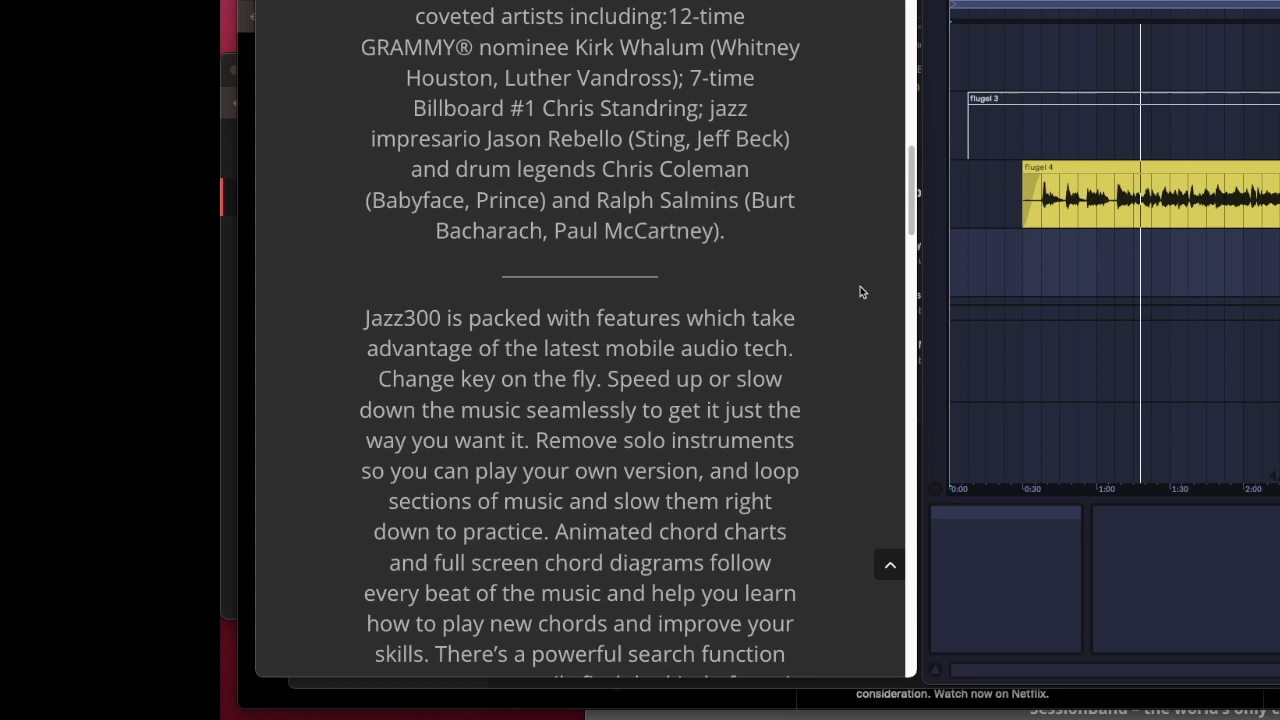 coveted artists including:12-time
GRAMMY® nominee Kirk Whalum (Whitney
Houston, Luther Vandross); 7-time
Billboard #1 Chris Standring; jazz
impresario Jason Rebello (Sting, Jeff Beck)
and drum legends Chris Coleman
(Babyface, Prince) and Ralph Salmins (Burt
Bacharach, Paul McCartney).
Jazz300 is packed with features which take
advantage of the latest mobile audio tech.
Change key on the fly. Speed up or slow
down the music seamlessly to get it just the
way you want it. Remove solo instruments
so you can play your own version, and loop
sections of music and slow them right
down to practice. Animated chord charts
and full screen chord diagrams follow
every beat of the music and help you learn
how to play new chords and improve your
skills. There’s a powerful search function
flugel 3
flugel 4
0:00 0:30 1:00 1:30 2:00
consideration. Watch now on Netflix.
SessionBand – the world's only